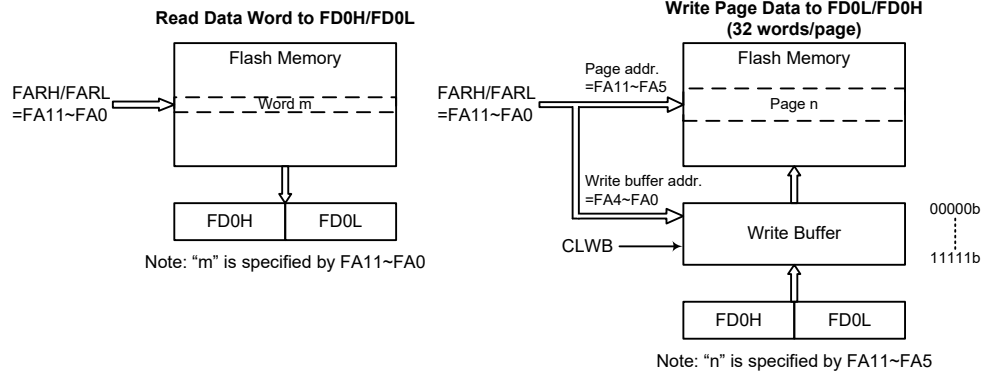 Read Data Word to FD0H/FD0L
Flash Memory
FARH/FARL
=FA11~FA0
Word m
FD0H
FD0L
Note: “m” is specified by FA11~FA0
Write Page Data to FD0L/FD0H
(32 words/page)
Flash Memory
Page addr.
=FA11~FA5
FARH/FARL
=FA11~FA0
Page n
Write buffer addr.
=FA4~FA0
Write Buffer
CLWB
00000b
11111b
FD0H
FD0L
Note: “n” is specified by FA11~FA5